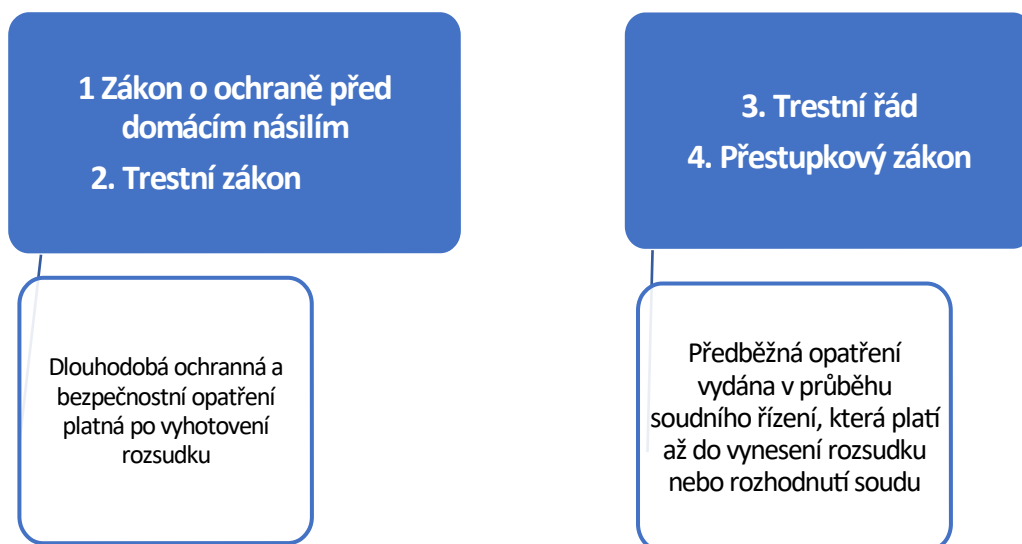 1 Zákon o ochraně před
domácím násilím
2. Trestní zákon
Dlouhodobá ochranná a
bezpečnostní opatření
platná po vyhotovení
rozsudku
3. Trestní řád
4. Přestupkový zákon
Předběžná opatření
vydána v průběhu
soudního řízení, která platí
až do vynesení rozsudku
nebo rozhodnutí soudu